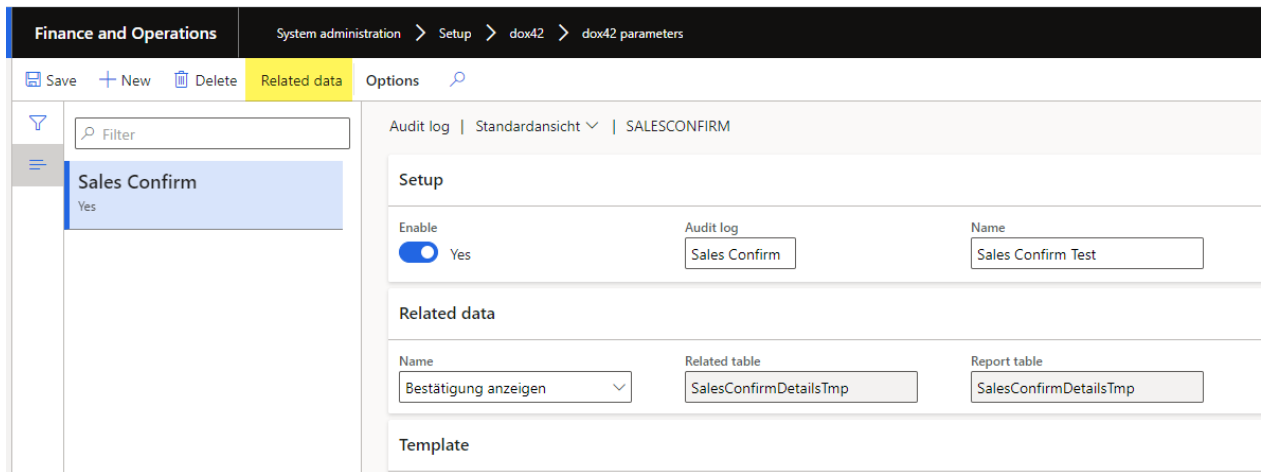 Finance and Operations System administration > Setup > dox42 > dox42 parameters
Save New Delete Related data Options
Filter
Audit log | Standardansicht | SALESCONFIRM
Sales Confirm
Yes
Setup
Enable Audit log Name
Yes Sales Confirm Sales Confirm Test
Related data
Name Related table Report table
Bestätigung anzeigen SalesConfirmDetailsTmp SalesConfirmDetailsTmp
Template